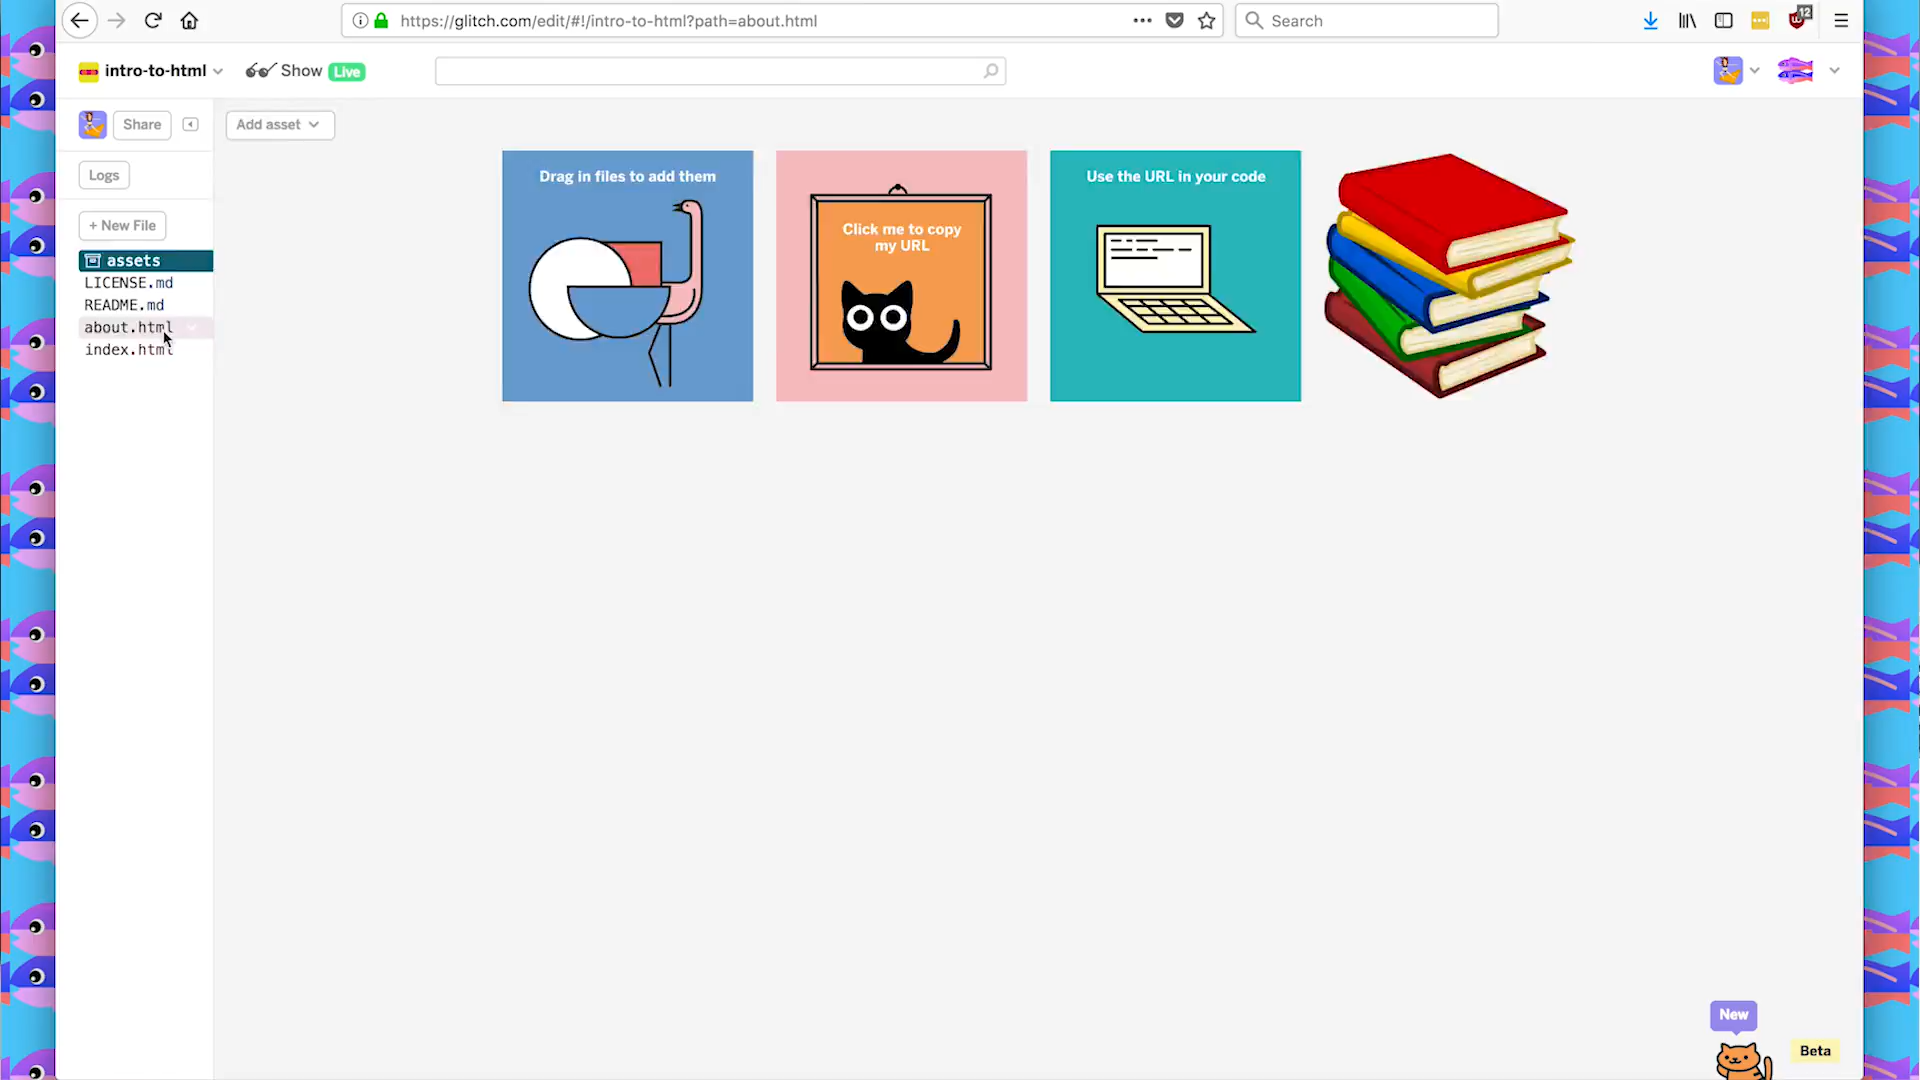 https://glitch.com/edit/#!/intro-to-html?path=about.html
Search
12
intro-to-html
Show Live
Share
Add asset
Logs
+ New File
assets
LICENSE.md
README.md
about.html
index.html
Drag in files to add them
Click me to copy
my URL
Use the URL in your code
New
Beta